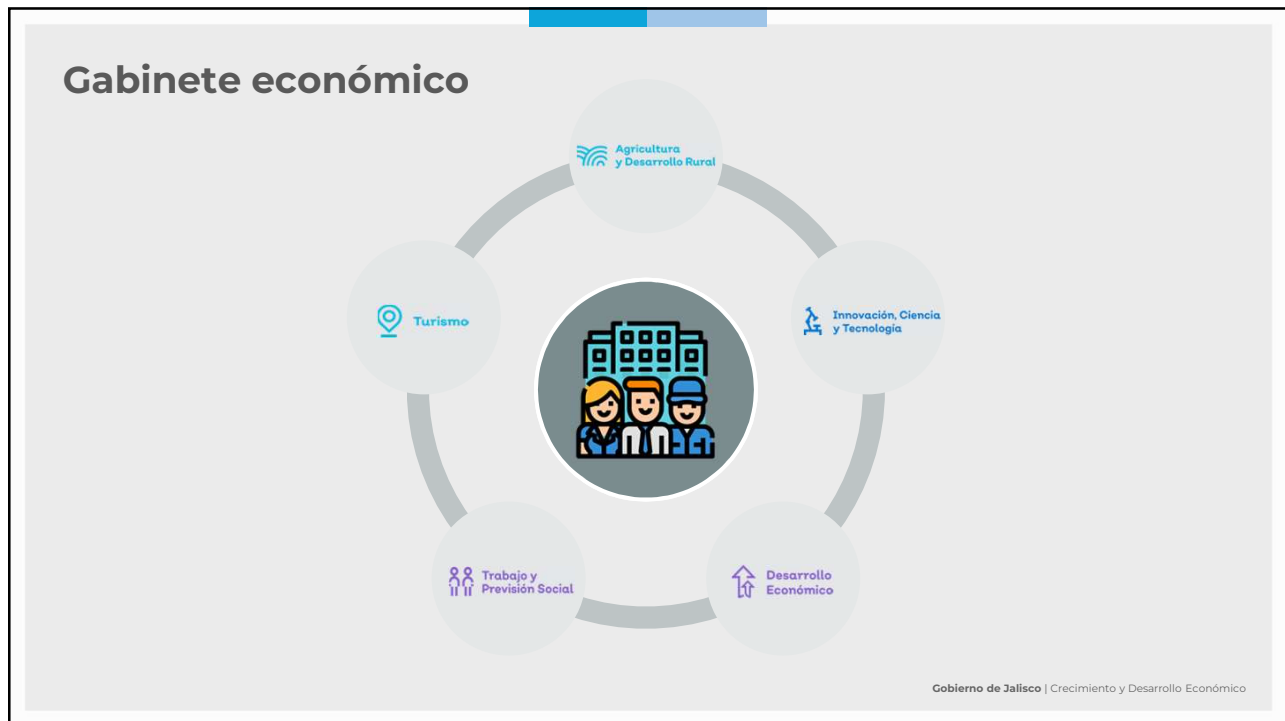 Gabinete económico
Agricultura
y Desarrollo Rural
Innovación, Ciencia
y Tecnología
Turismo
Trabajo y
Previsión Social
Desarrollo
Económico
Gobierno de Jalisco | Crecimiento y Desarrollo Económico